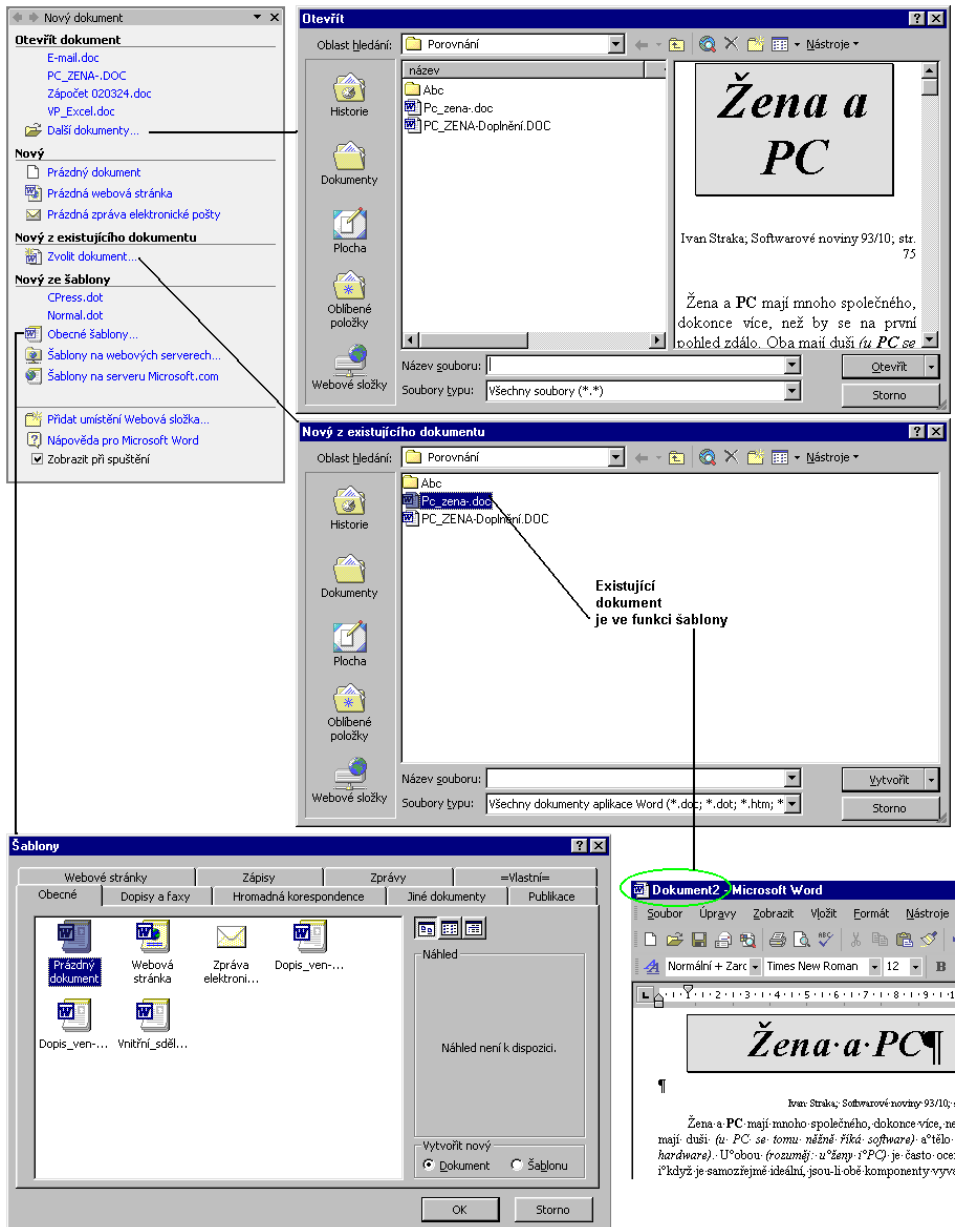 Nový dokument
Otevřít dokument
E-mail.doc
PC_ZENA-.DOC
Zápočet 020324.doc
VP_Excel.doc
Další dokumenty...
Nový
Prázdný dokument
Prázdná webová stránka
Prázdná zpráva elektronické pošty
Nový z existujícího dokumentu
Zvolit dokument...
Nový ze šablony
CPress.dot
Normal.dot
Obecné šablony...
Šablony na webových serverech...
Šablony na serveru Microsoft.com
Přidat umístění Webová složka...
Nápověda pro Microsoft Word
Zobrazit při spuštění
Otevřít
Oblast hledání: Porovnání
Nástroje
Historie
Dokumenty
Plocha
Oblíbené
položky
Webové složky
název
Abc
Pc_zena-.doc
PC_ZENA-Doplnění.DOC
Žena a
PC
Ivan Straka; Softwarové noviny 93/10; str.
75
Žena a PC mají mnoho společného,
dokonce více, než by se na první
pohled zdálo. Oba mají duši (u PC se
Název souboru:
Otevřít
Soubory typu: Všechny soubory (*.*)
Storno
Nový z existujícího dokumentu
Oblast hledání: Porovnání
Nástroje
Historie
Dokumenty
Plocha
Oblíbené
položky
Webové složky
Abc
Pc_zena-.doc
PC_ZENA-Doplnění.DOC
Existující
dokument
je ve funkci šablony
Název souboru:
Vytvořit
Soubory typu: Všechny dokumenty aplikace Word (*.doc; *.dot; *.htm; *
Storno
Šablony
Webové stránky Zápisy Zprávy =Vlastní=
Obecné Dopisy a faxy Hromadná korespondence Jiné dokumenty Publikace
Prázdný
dokument
Webová
stránka
Zpráva
elektroni...
Dopis_ven-...
Dopis_ven-... Vnitřní_sděl...
Náhled
Náhled není k dispozici.
Vytvořit nový
Dokument Šablonu
OK Storno
Dokument2 - Microsoft Word
Soubor Úpravy Zobrazit Vložit Formát Nástroje
Normální + Zarc Times New Roman 12 B
1 2 3 4 5 6 7 8 9 1
Žena·a·PC¶
¶
Ivan·Straka;·Softwarové·noviny·93/10;·
Žena·a·PC·mají·mnoho·společného,·dokonce·více,·ne
mají·duši·(u·PC·se·tomu·něžně·říká·software)·a°tělo·
hardware).·U°obou·(rozuměj:·u°ženy·i°PC)·je·často·oce
i°když·je·samozřejmě·ideální,·jsou-li·obě·komponenty·vyvá